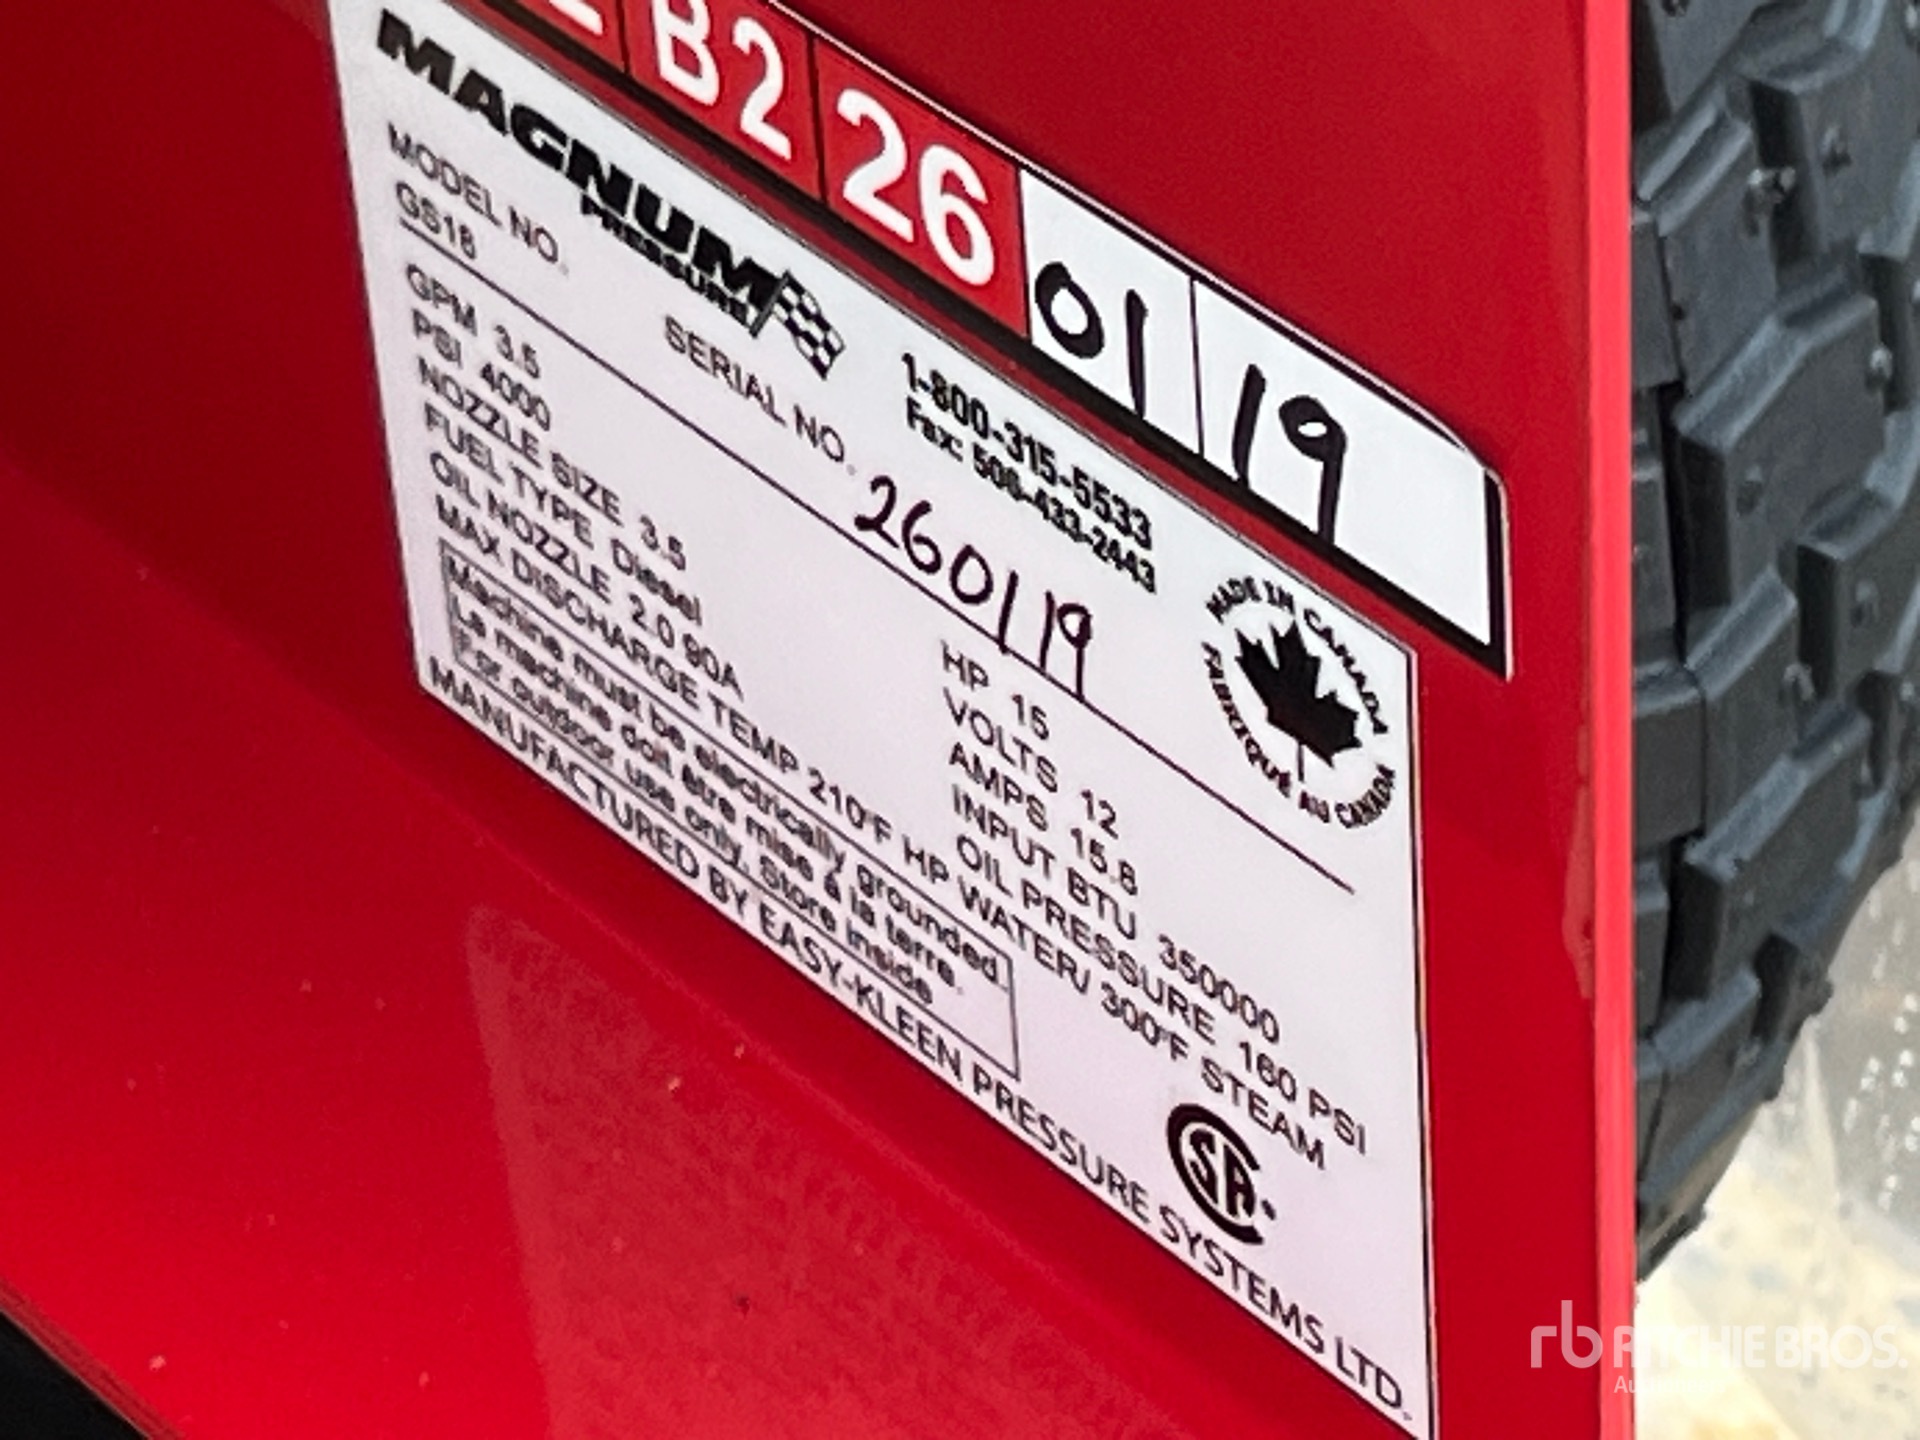 B2 26 01 19
MAGNUM
PRESSURE
1-800-315-5533
Fax: 506-433-2443
MODEL NO.
GS18
SERIAL NO. 260119
GPM 3.5
PSI 4000
NOZZLE SIZE 3.5
FUEL TYPE Diesel
OIL NOZZLE 2.0 90A
MAX DISCHARGE TEMP 210°F HP WATER/ 300°F STEAM
HP 15
VOLTS 12
AMPS 15.8
INPUT BTU 350000
OIL PRESSURE 160 PSI
MADE IN CANADA
FABRIQUÉ AU CANADA
Machine must be electrically grounded.
La machine doit être mise à la terre.
For outdoor use only. Store inside
MANUFACTURED BY EASY-KLEEN PRESSURE SYSTEMS LTD.
CSA
rb RITCHIE BROS.